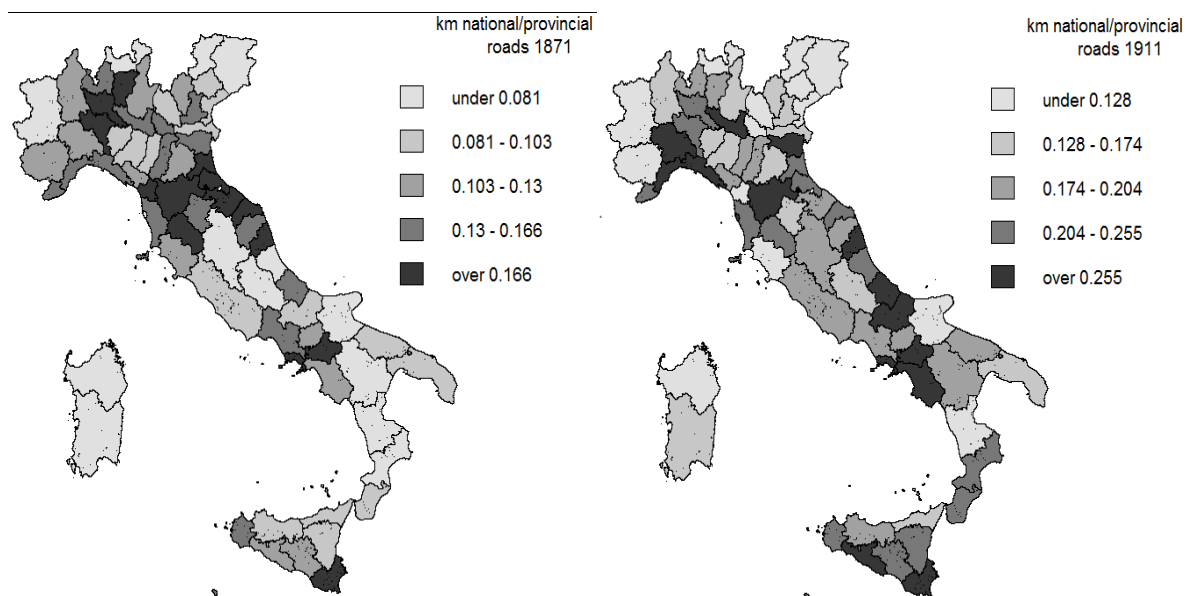 km national/provincial
roads 1871
under 0.081
0.081 - 0.103
0.103 - 0.13
0.13 - 0.166
over 0.166
km national/provincial
roads 1911
under 0.128
0.128 - 0.174
0.174 - 0.204
0.204 - 0.255
over 0.255